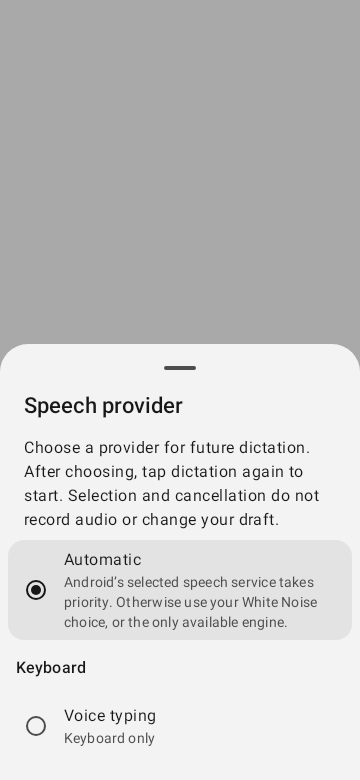 Speech provider
Choose a provider for future dictation.
After choosing, tap dictation again to
start. Selection and cancellation do not
record audio or change your draft.
Automatic
Android's selected speech service takes
priority. Otherwise use your White Noise
choice, or the only available engine.
Keyboard
Voice typing
Keyboard only